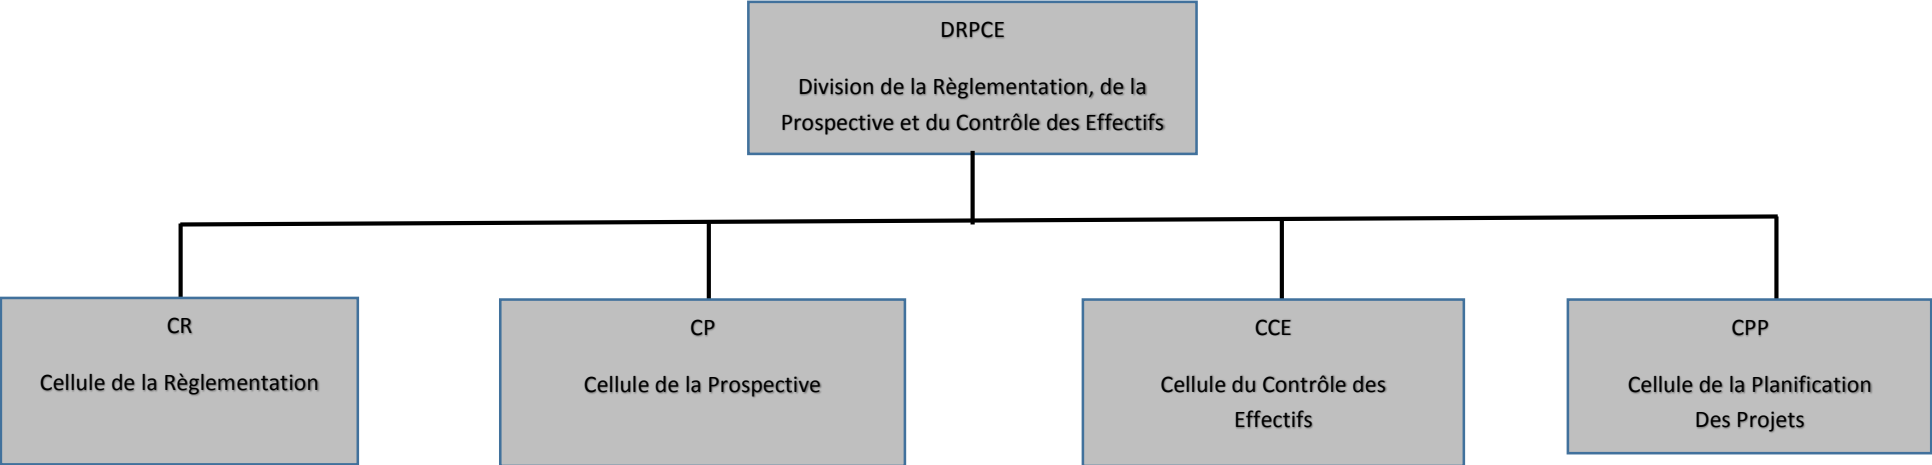 DRPCE
Division de la Règlementation, de la
Prospective et du Contrôle des Effectifs
CR
Cellule de la Règlementation
CP
Cellule de la Prospective
CCE
Cellule du Contrôle des
Effectifs
CPP
Cellule de la Planification
Des Projets